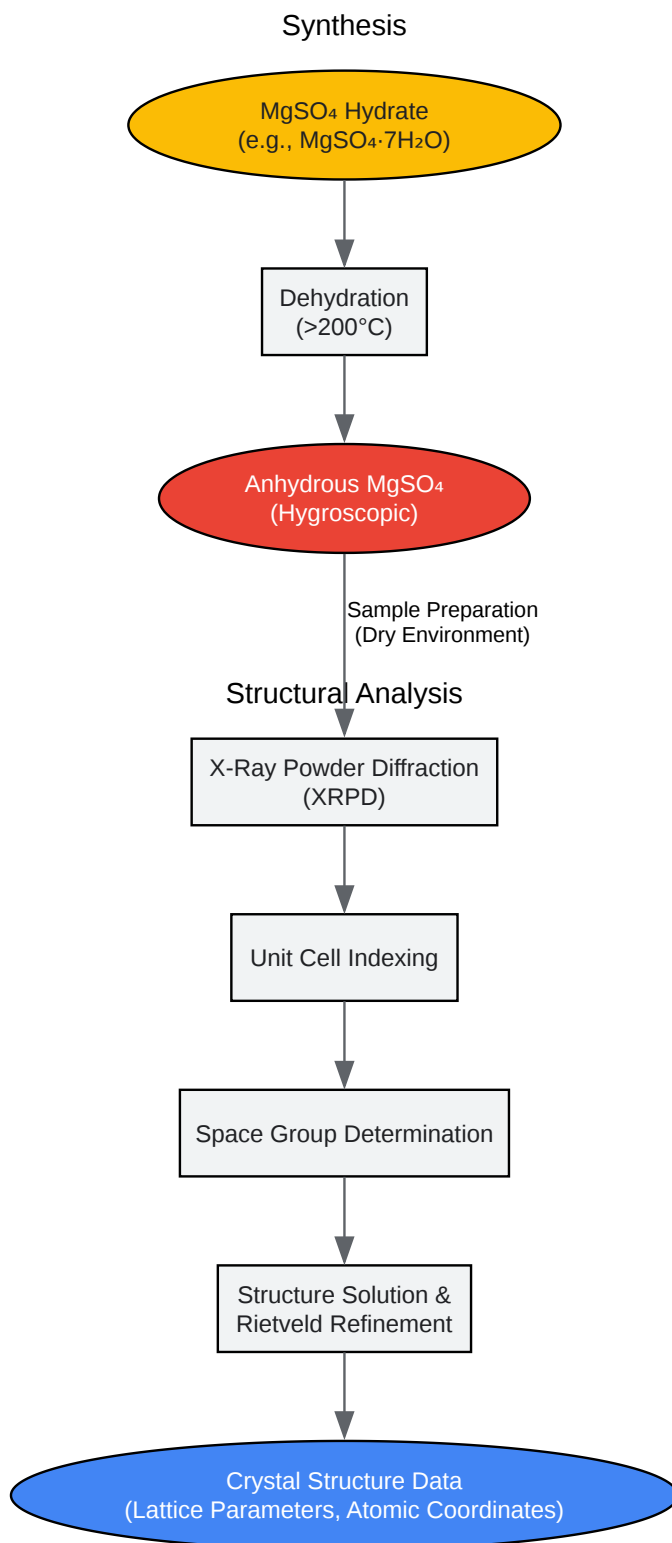 Synthesis
MgSO₄ Hydrate
(e.g., MgSO₄·7H₂O)
Dehydration
(>200°C)
Anhydrous MgSO₄
(Hygroscopic)
Sample Preparation
(Dry Environment)
Structural Analysis
X-Ray Powder Diffraction
(XRPD)
Unit Cell Indexing
Space Group Determination
Structure Solution &
Rietveld Refinement
Crystal Structure Data
(Lattice Parameters, Atomic Coordinates)